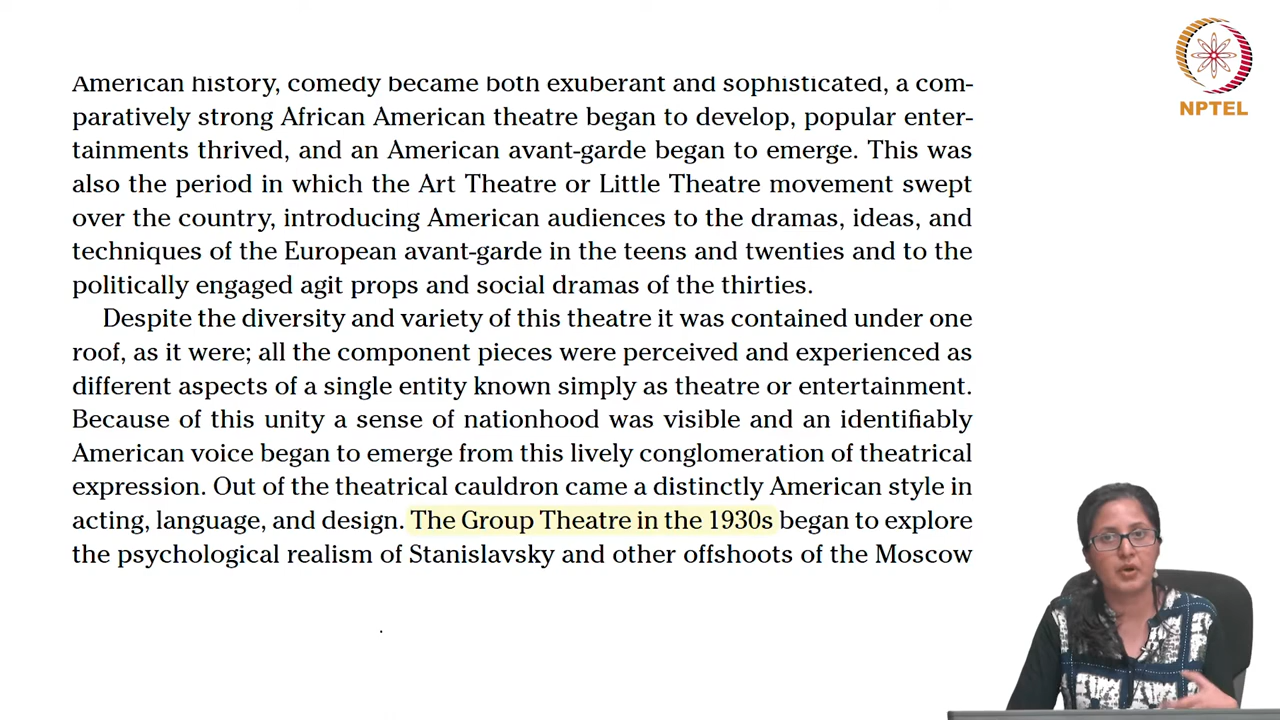 American history, comedy became both exuberant and sophisticated, a com-
paratively strong African American theatre began to develop, popular enter-
tainments thrived, and an American avant-garde began to emerge. This was
also the period in which the Art Theatre or Little Theatre movement swept
over the country, introducing American audiences to the dramas, ideas, and
techniques of the European avant-garde in the teens and twenties and to the
politically engaged agit props and social dramas of the thirties.
Despite the diversity and variety of this theatre it was contained under one
roof, as it were; all the component pieces were perceived and experienced as
different aspects of a single entity known simply as theatre or entertainment.
Because of this unity a sense of nationhood was visible and an identifiably
American voice began to emerge from this lively conglomeration of theatrical
expression. Out of the theatrical cauldron came a distinctly American style in
acting, language, and design. The Group Theatre in the 1930s began to explore
the psychological realism of Stanislavsky and other offshoots of the Moscow
NPTEL